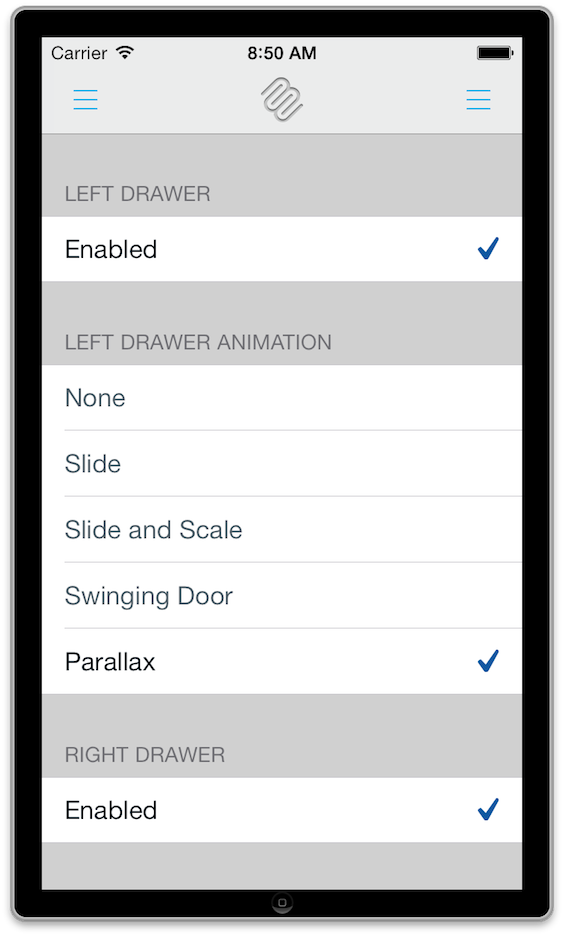 Carrier 8:50 AM
LEFT DRAWER
Enabled
LEFT DRAWER ANIMATION
None
Slide
Slide and Scale
Swinging Door
Parallax
RIGHT DRAWER
Enabled